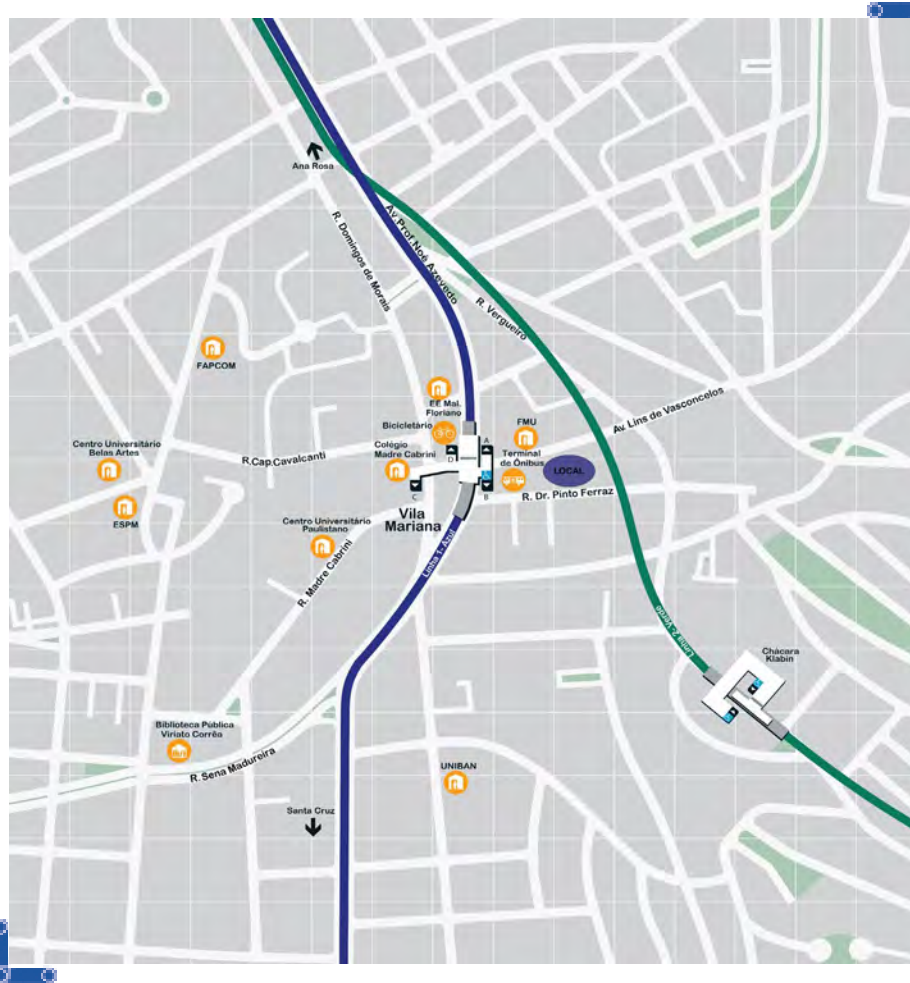 Ana Rosa
R. Domingos de Morais
Av. Prof. Noé Azevedo
R. Vergueiro
FAPCOM
EE Mal.
Floriano
Bicicletário
Av. Lins de Vasconcelos
FMU
Terminal
de Ônibus
LOCAL
Colégio
Madre Cabrini
R.Cap.Cavalcanti
Centro Universitário
Belas Artes
ESPM
A
D
C
B
R. Dr. Pinto Ferraz
Vila
Mariana
Centro Universitário
Paulistano
R. Madre Cabrini
Linha 1- Azul
Linha 2- Verde
Chácara
Klabin
Biblioteca Pública
Viriato Corrêa
R. Sena Madureira
UNIBAN
Santa Cruz